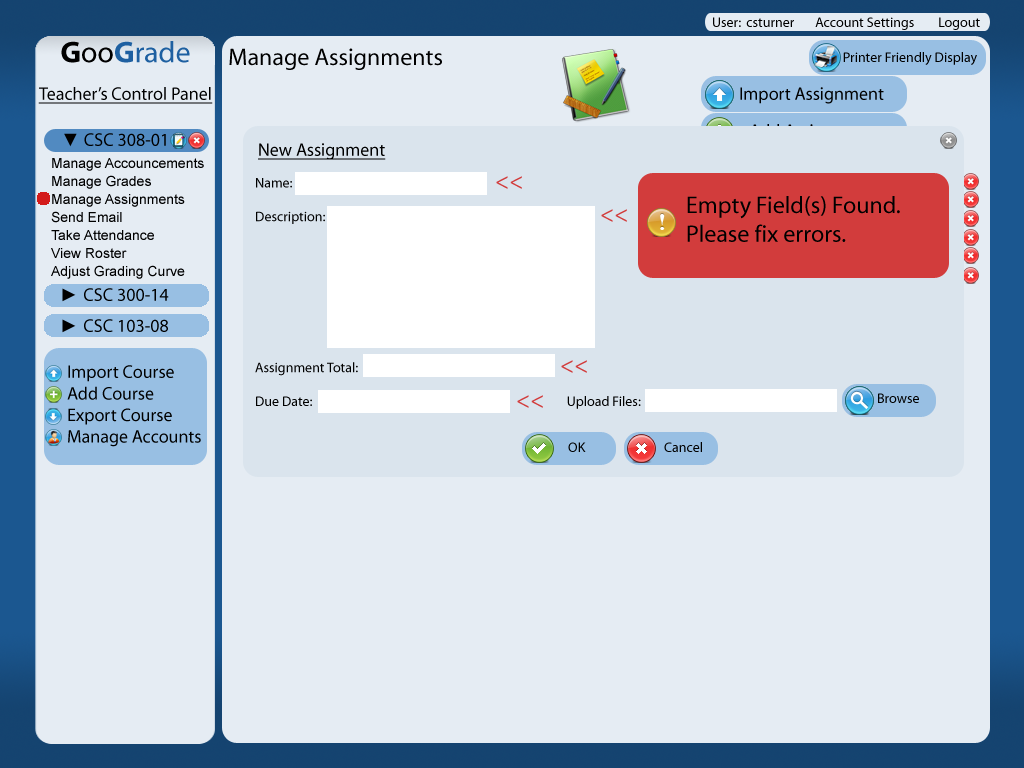 User: csturner Account Settings Logout
GooGrade
Teacher's Control Panel
CSC 308-01
Manage Accouncements
Manage Grades
Manage Assignments
Send Email
Take Attendance
View Roster
Adjust Grading Curve
CSC 300-14
CSC 103-08
Import Course
Add Course
Export Course
Manage Accounts
Manage Assignments
Printer Friendly Display
Import Assignment
New Assignment
Name: <<
Description: <<
Empty Field(s) Found.
Please fix errors.
Assignment Total: <<
Due Date: << Upload Files: Browse
OK Cancel